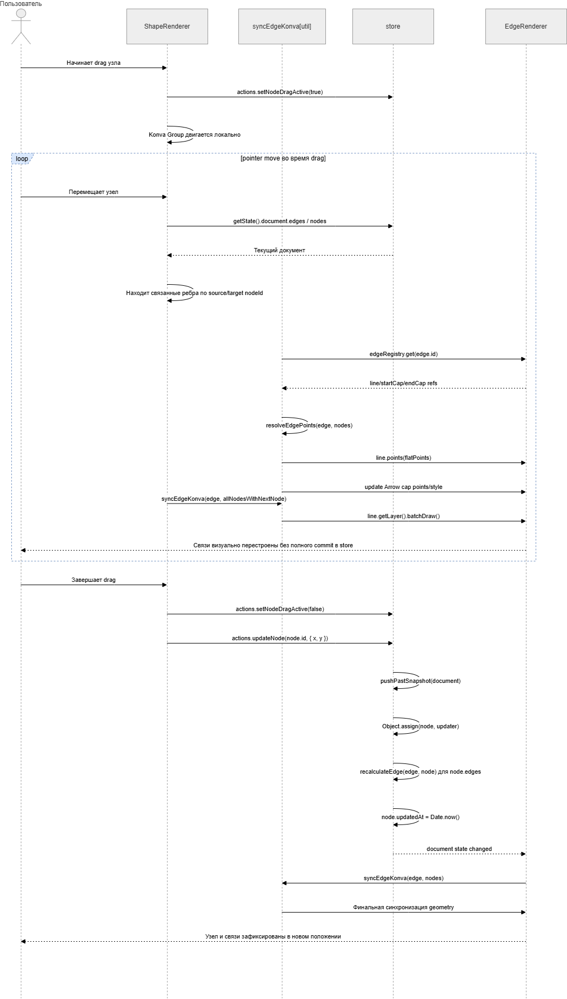 Пользователь
ShapeRenderer
syncEdgeKonva[util]
store
EdgeRenderer
Начинает drag узла
actions.setNodeDragActive(true)
Konva Group двигается локально
loop
[pointer move во время drag]
Перемещает узел
getState().document.edges / nodes
Текущий документ
Находит связанные ребра по source/target nodeId
edgeRegistry.get(edge.id)
line/startCap/endCap refs
resolveEdgePoints(edge, nodes)
line.points(flatPoints)
update Arrow cap points/style
syncEdgeKonva(edge, allNodesWithNextNode)
line.getLayer().batchDraw()
Связи визуально перестроены без полного commit в store
Завершает drag
actions.setNodeDragActive(false)
actions.updateNode(node.id, { x, y })
pushPastSnapshot(document)
Object.assign(node, updater)
recalculateEdge(edge, node) для node.edges
node.updatedAt = Date.now()
document state changed
syncEdgeKonva(edge, nodes)
Финальная синхронизация geometry
Узел и связи зафиксированы в новом положении